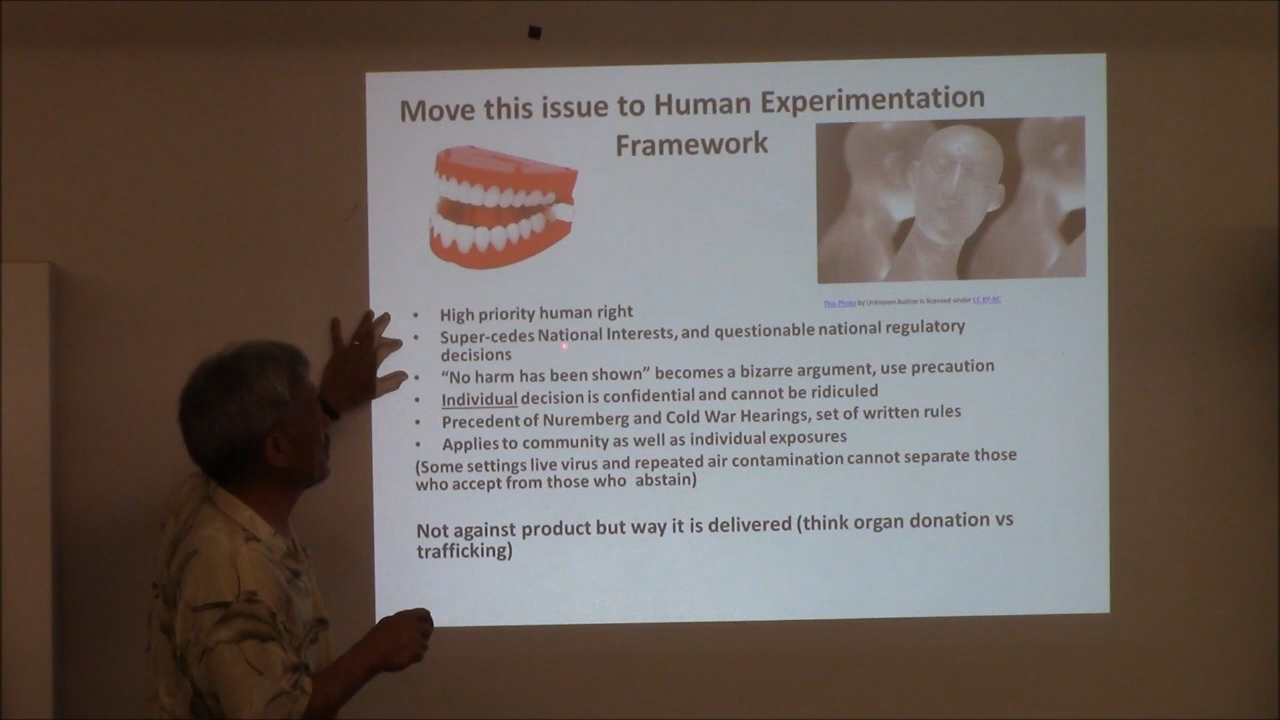 Move this issue to Human Experimentation
Framework
This Photo by Unknown Author is licensed under CC BY-NC
• High priority human right
• Super-cedes National Interests, and questionable national regulatory
decisions
• “No harm has been shown” becomes a bizarre argument, use precaution
• Individual decision is confidential and cannot be ridiculed
• Precedent of Nuremberg and Cold War Hearings, set of written rules
• Applies to community as well as individual exposures
(Some settings live virus and repeated air contamination cannot separate those
who accept from those who abstain)
Not against product but way it is delivered (think organ donation vs
trafficking)